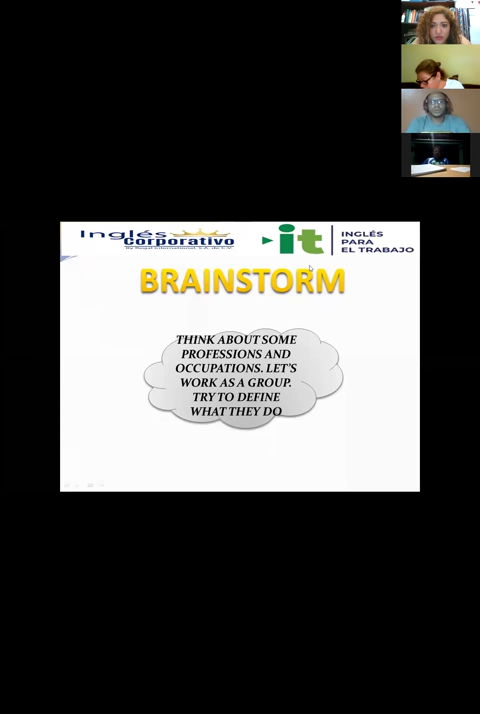 Inglés
Corporativo
it
INGLÉS
PARA
EL TRABAJO
BRAINSTORM
THINK ABOUT SOME
PROFESSIONS AND
OCCUPATIONS. LET'S
WORK AS A GROUP.
TRY TO DEFINE
WHAT THEY DO